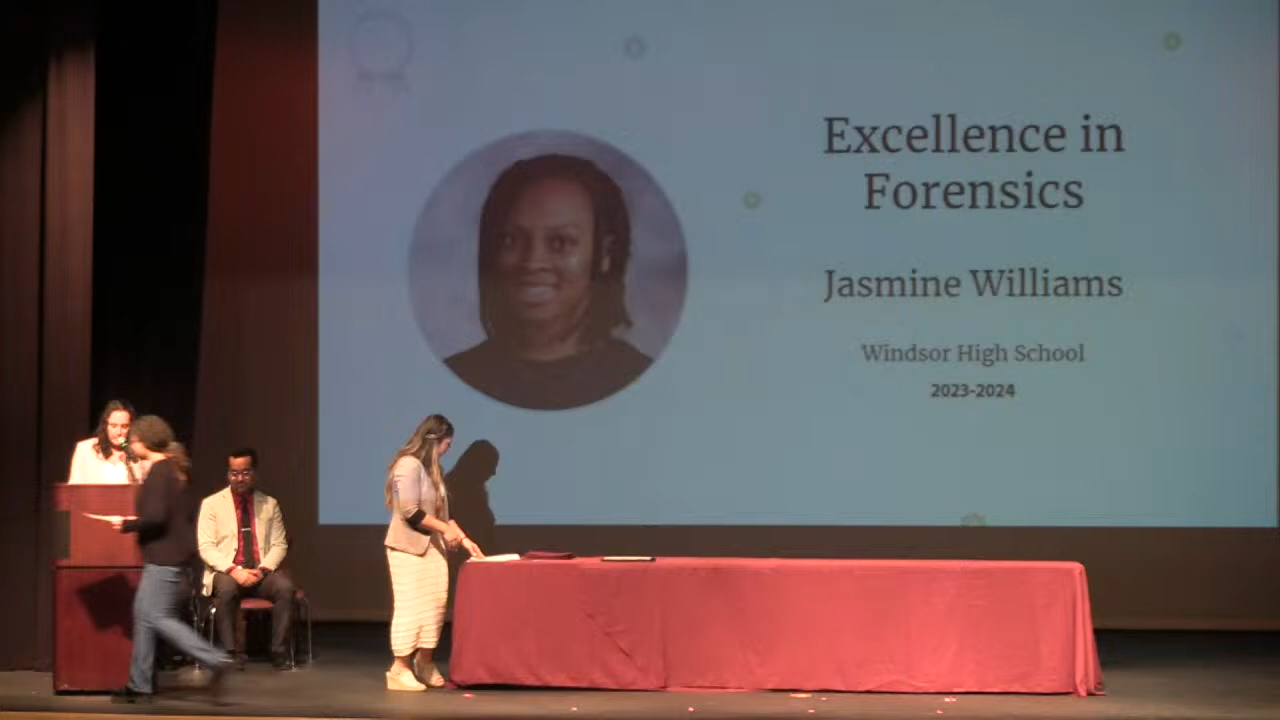 Excellence in
Forensics
Jasmine Williams
Windsor High School
2023-2024